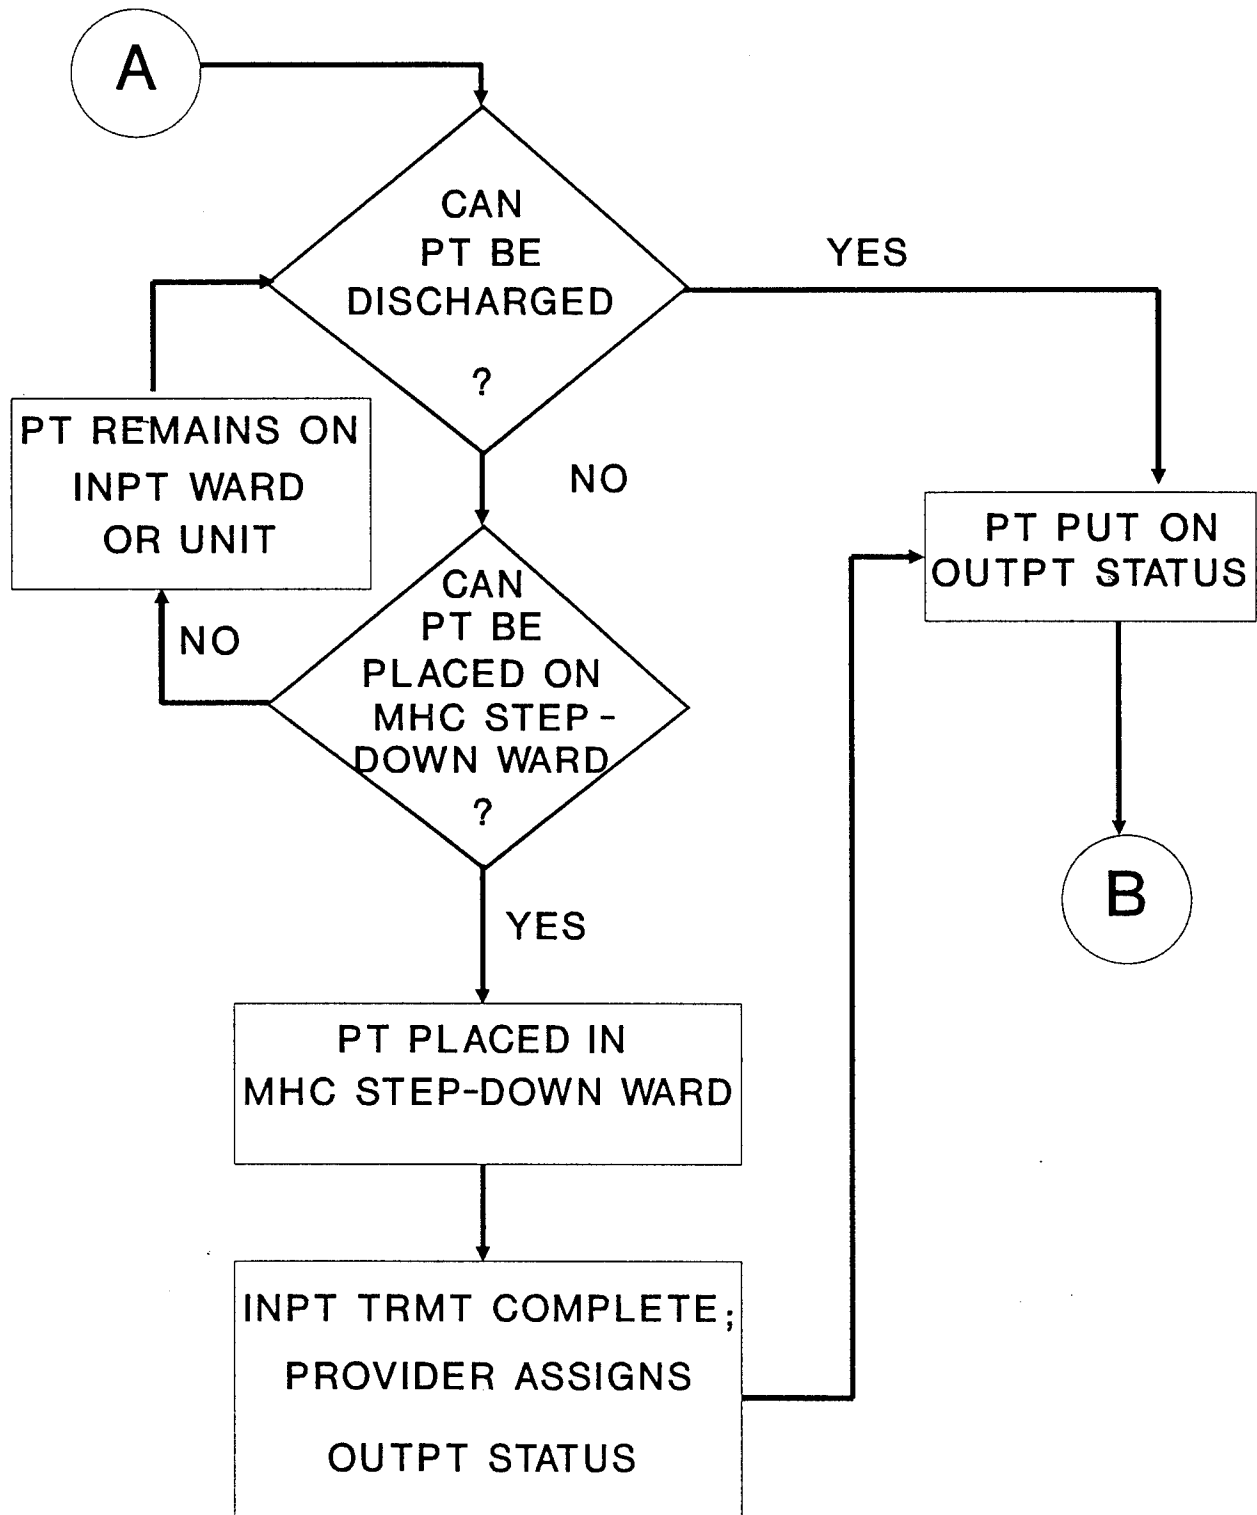 A
CAN
PT BE
DISCHARGED
?
YES
NO
PT REMAINS ON
INPT WARD
OR UNIT
NO
CAN
PT BE
PLACED ON
MHC STEP-
DOWN WARD
?
YES
PT PLACED IN
MHC STEP-DOWN WARD
INPT TRMT COMPLETE;
PROVIDER ASSIGNS
OUTPT STATUS
PT PUT ON
OUTPT STATUS
B